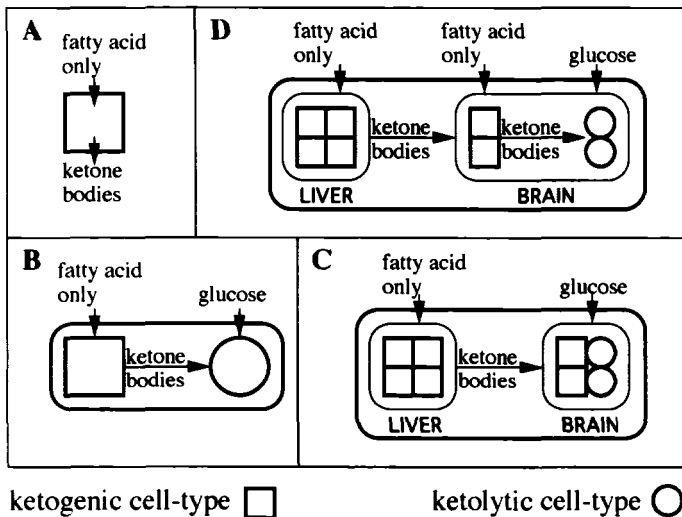 A
fatty acid
only
ketone
bodies
D
fatty acid
only
fatty acid
only
glucose
ketone
bodies
ketone
bodies
LIVER
BRAIN
B
fatty acid
only
glucose
ketone
bodies
C
fatty acid
only
glucose
ketone
bodies
LIVER
BRAIN
ketogenic cell-type
ketolytic cell-type